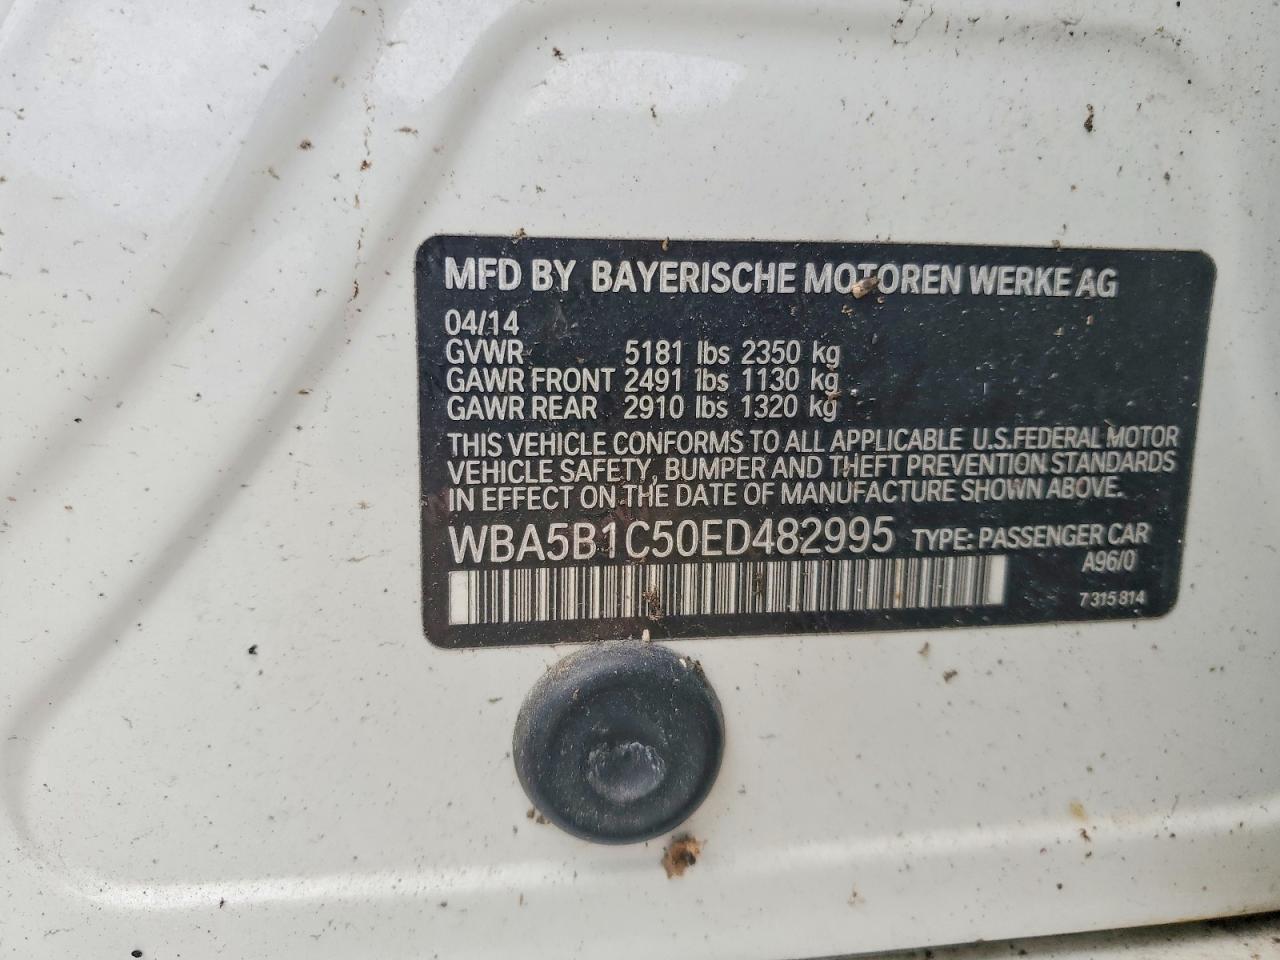 MFD BY BAYERISCHE MOTOREN WERKE AG
04/14
GVWR 5181 lbs 2350 kg
GAWR FRONT 2491 lbs 1130 kg
GAWR REAR 2910 lbs 1320 kg
THIS VEHICLE CONFORMS TO ALL APPLICABLE U.S.FEDERAL MOTOR
VEHICLE SAFETY, BUMPER AND THEFT PREVENTION STANDARDS
IN EFFECT ON THE DATE OF MANUFACTURE SHOWN ABOVE.
WBA5B1C50ED482995 TYPE: PASSENGER CAR
A96/0
7 315 814